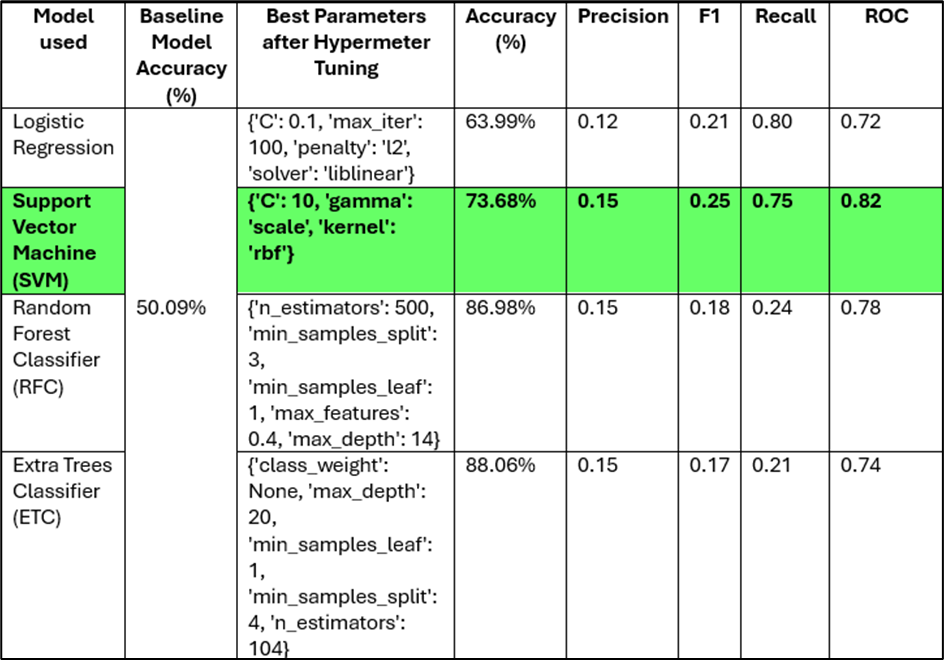 Model used
Baseline Model Accuracy (%)
Best Parameters after Hypermeter Tuning
Accuracy (%)
Precision
F1
Recall
ROC
Logistic
Regression
{'C': 0.1, 'max_iter':
100, 'penalty': 'l2',
'solver': 'liblinear'}
63.99%
0.12
0.21
0.80
0.72
Support
Vector
Machine
(SVM)
{'C': 10, 'gamma':
'scale', 'kernel':
'rbf'}
73.68%
0.15
0.25
0.75
0.82
Random
Forest
Classifier
(RFC)
50.09%
{'n_estimators': 500,
'min_samples_split':
3,
'min_samples_leaf':
1, 'max_features':
0.4, 'max_depth': 14}
86.98%
0.15
0.18
0.24
0.78
Extra Trees
Classifier
(ETC)
{'class_weight':
None, 'max_depth':
20,
'min_samples_leaf':
1,
'min_samples_split':
4, 'n_estimators':
104}
88.06%
0.15
0.17
0.21
0.74